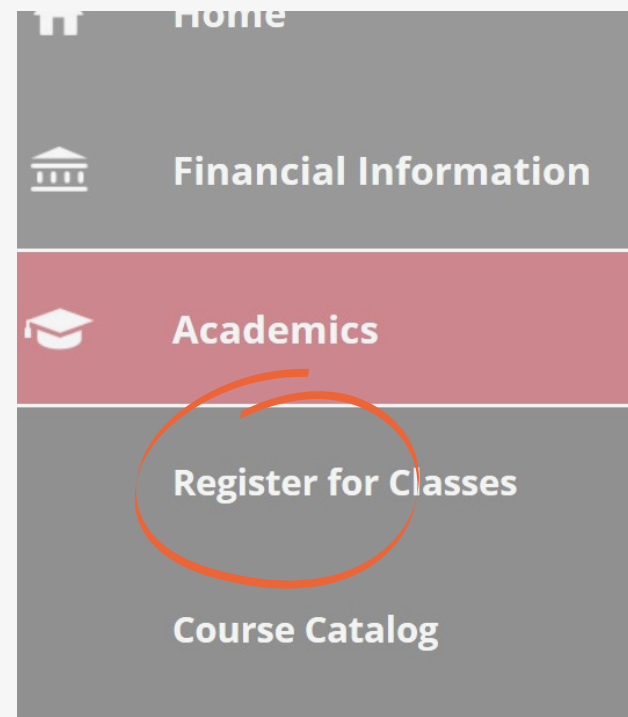 Home
Financial Information
Academics
Register for Classes
Course Catalog